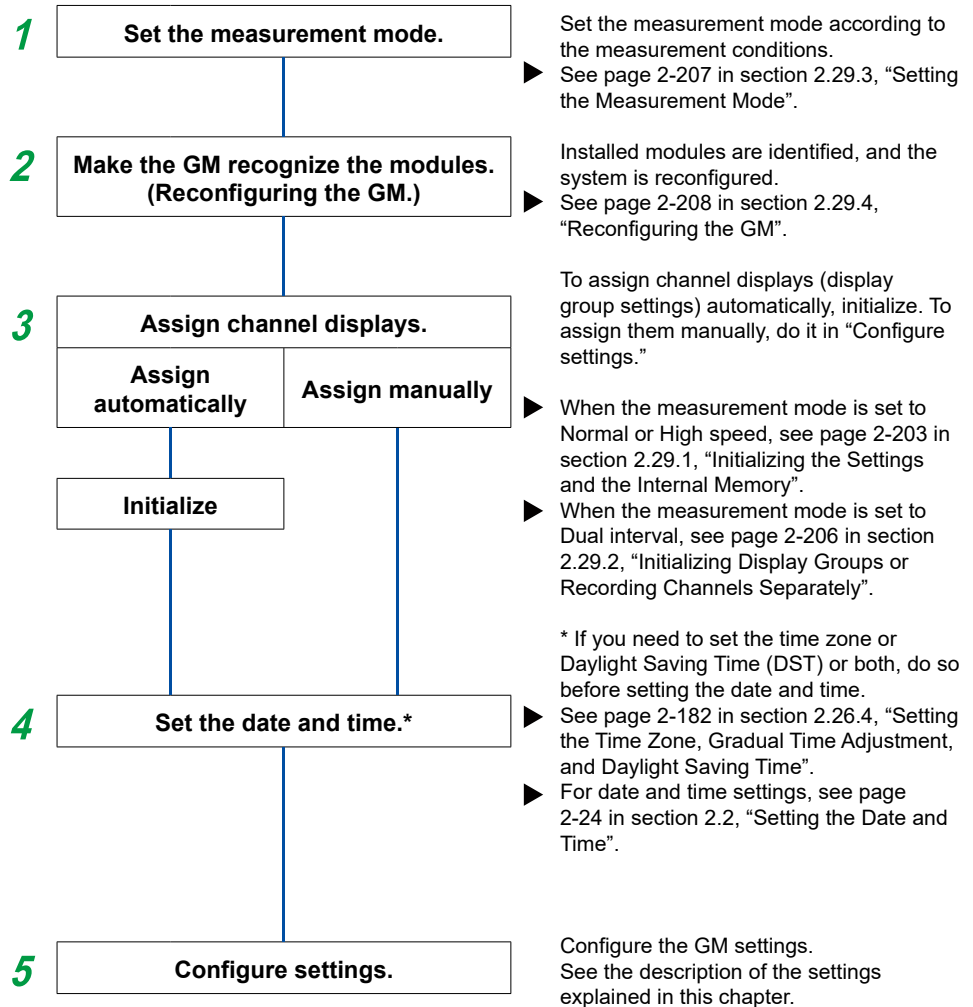 1
Set the measurement mode.
Set the measurement mode according to
the measurement conditions.
▶ See page 2-207 in section 2.29.3, “Setting
the Measurement Mode”.
2
Make the GM recognize the modules.
(Reconfiguring the GM.)
Installed modules are identified, and the
system is reconfigured.
▶ See page 2-208 in section 2.29.4,
“Reconfiguring the GM”.
3
Assign channel displays.
Assign
automatically
Assign manually
Initialize
To assign channel displays (display
group settings) automatically, initialize. To
assign them manually, do it in “Configure
settings.”
▶ When the measurement mode is set to
Normal or High speed, see page 2-203 in
section 2.29.1, “Initializing the Settings
and the Internal Memory”.
▶ When the measurement mode is set to
Dual interval, see page 2-206 in section
2.29.2, “Initializing Display Groups or
Recording Channels Separately”.
4
Set the date and time.*
* If you need to set the time zone or
Daylight Saving Time (DST) or both, do so
before setting the date and time.
▶ See page 2-182 in section 2.26.4, “Setting
the Time Zone, Gradual Time Adjustment,
and Daylight Saving Time”.
▶ For date and time settings, see page
2-24 in section 2.2, “Setting the Date and
Time”.
5
Configure settings.
Configure the GM settings.
See the description of the settings
explained in this chapter.